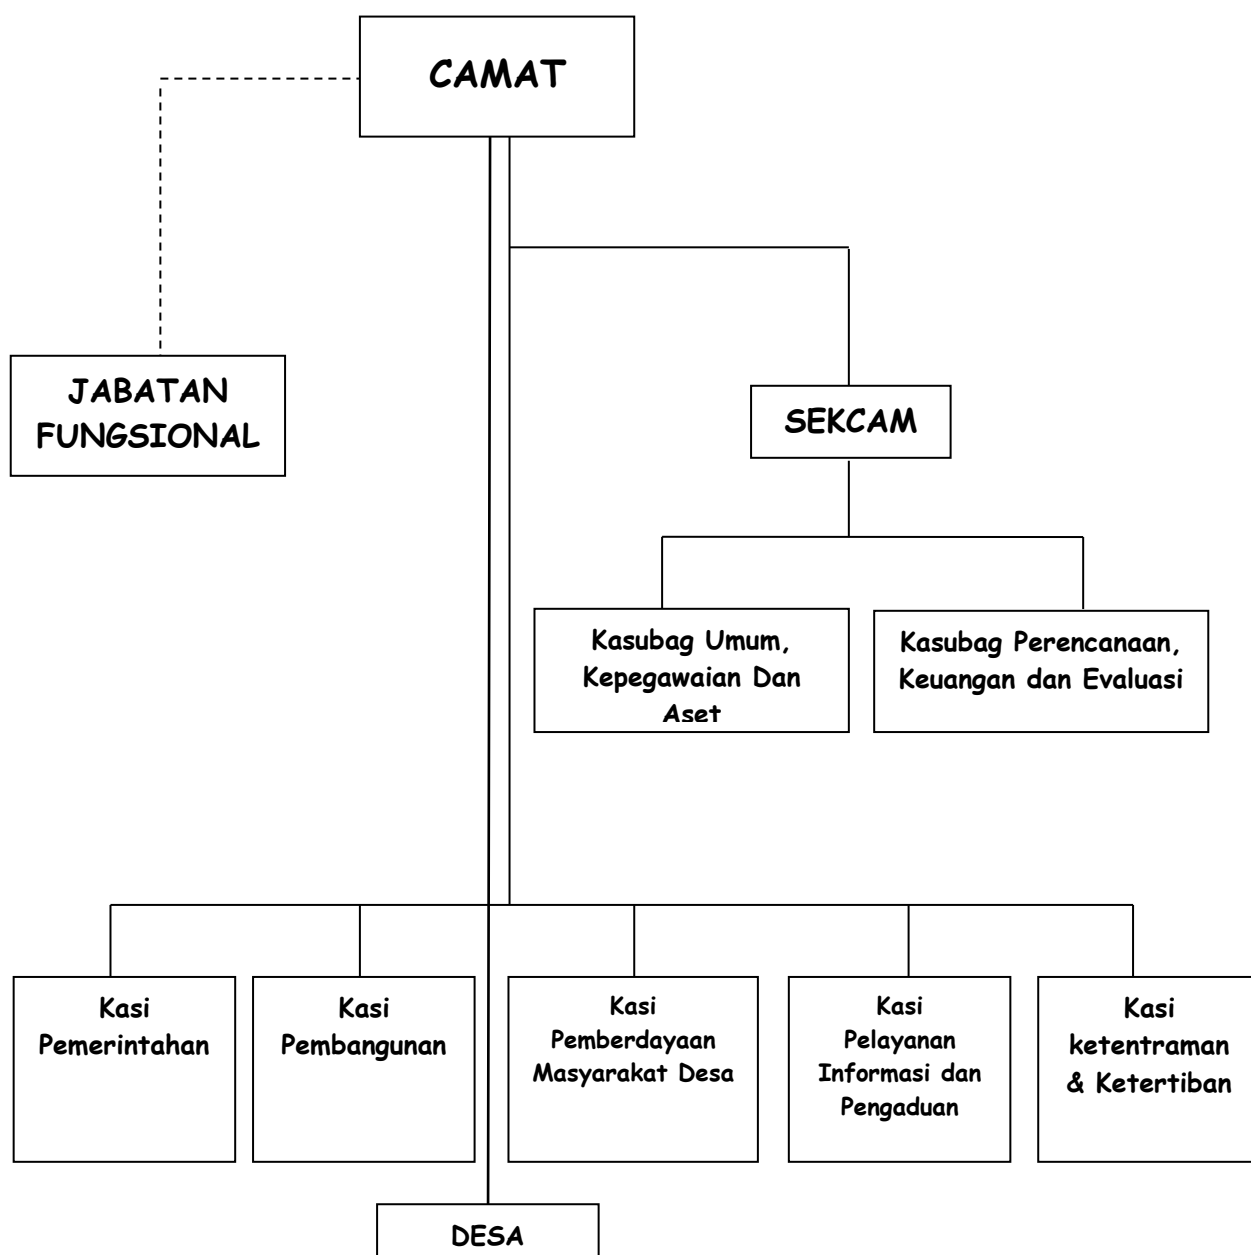 CAMAT
JABATAN
FUNGSIONAL
SEKCAM
Kasubag Umum,
Kepegawaian Dan
Aset
Kasubag Perencanaan,
Keuangan dan Evaluasi
Kasi
Pemerintahan
Kasi
Pembangunan
Kasi
Pemberdayaan
Masyarakat Desa
Kasi
Pelayanan
Informasi dan
Pengaduan
Kasi
ketentraman
& Ketertiban
DESA